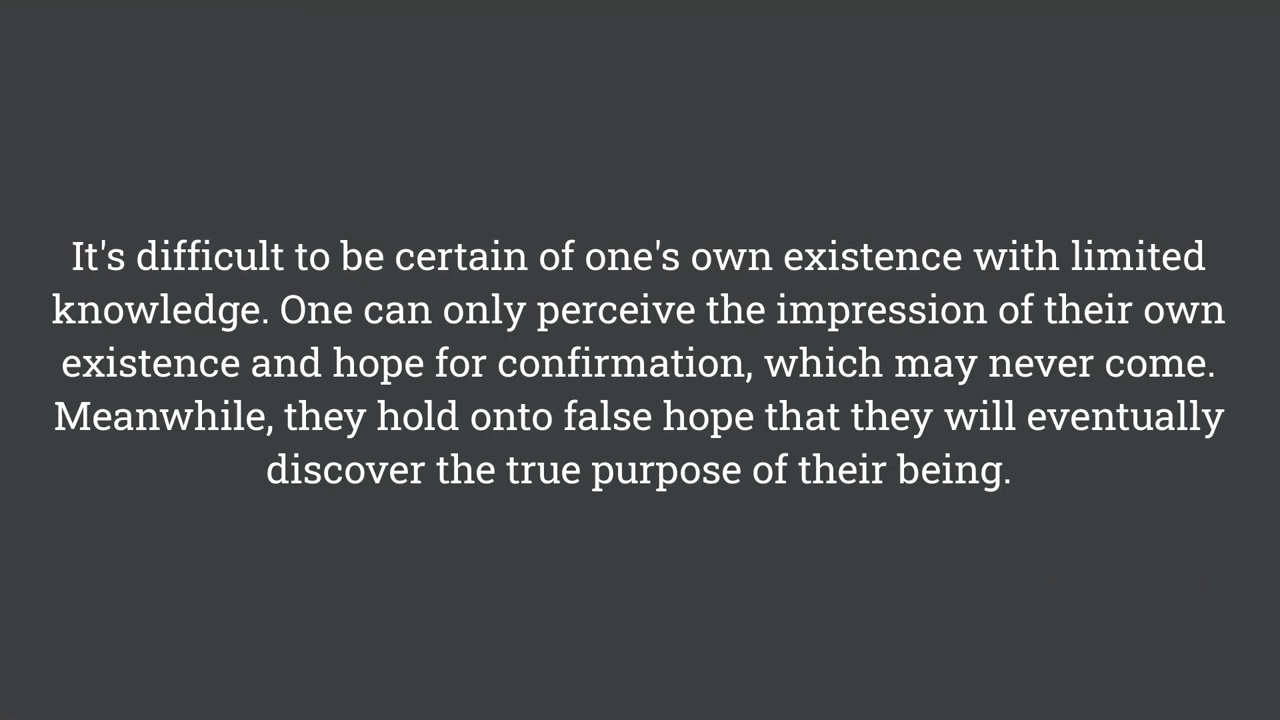 It's difficult to be certain of one's own existence with limited
knowledge. One can only perceive the impression of their own
existence and hope for confirmation, which may never come.
Meanwhile, they hold onto false hope that they will eventually
discover the true purpose of their being.